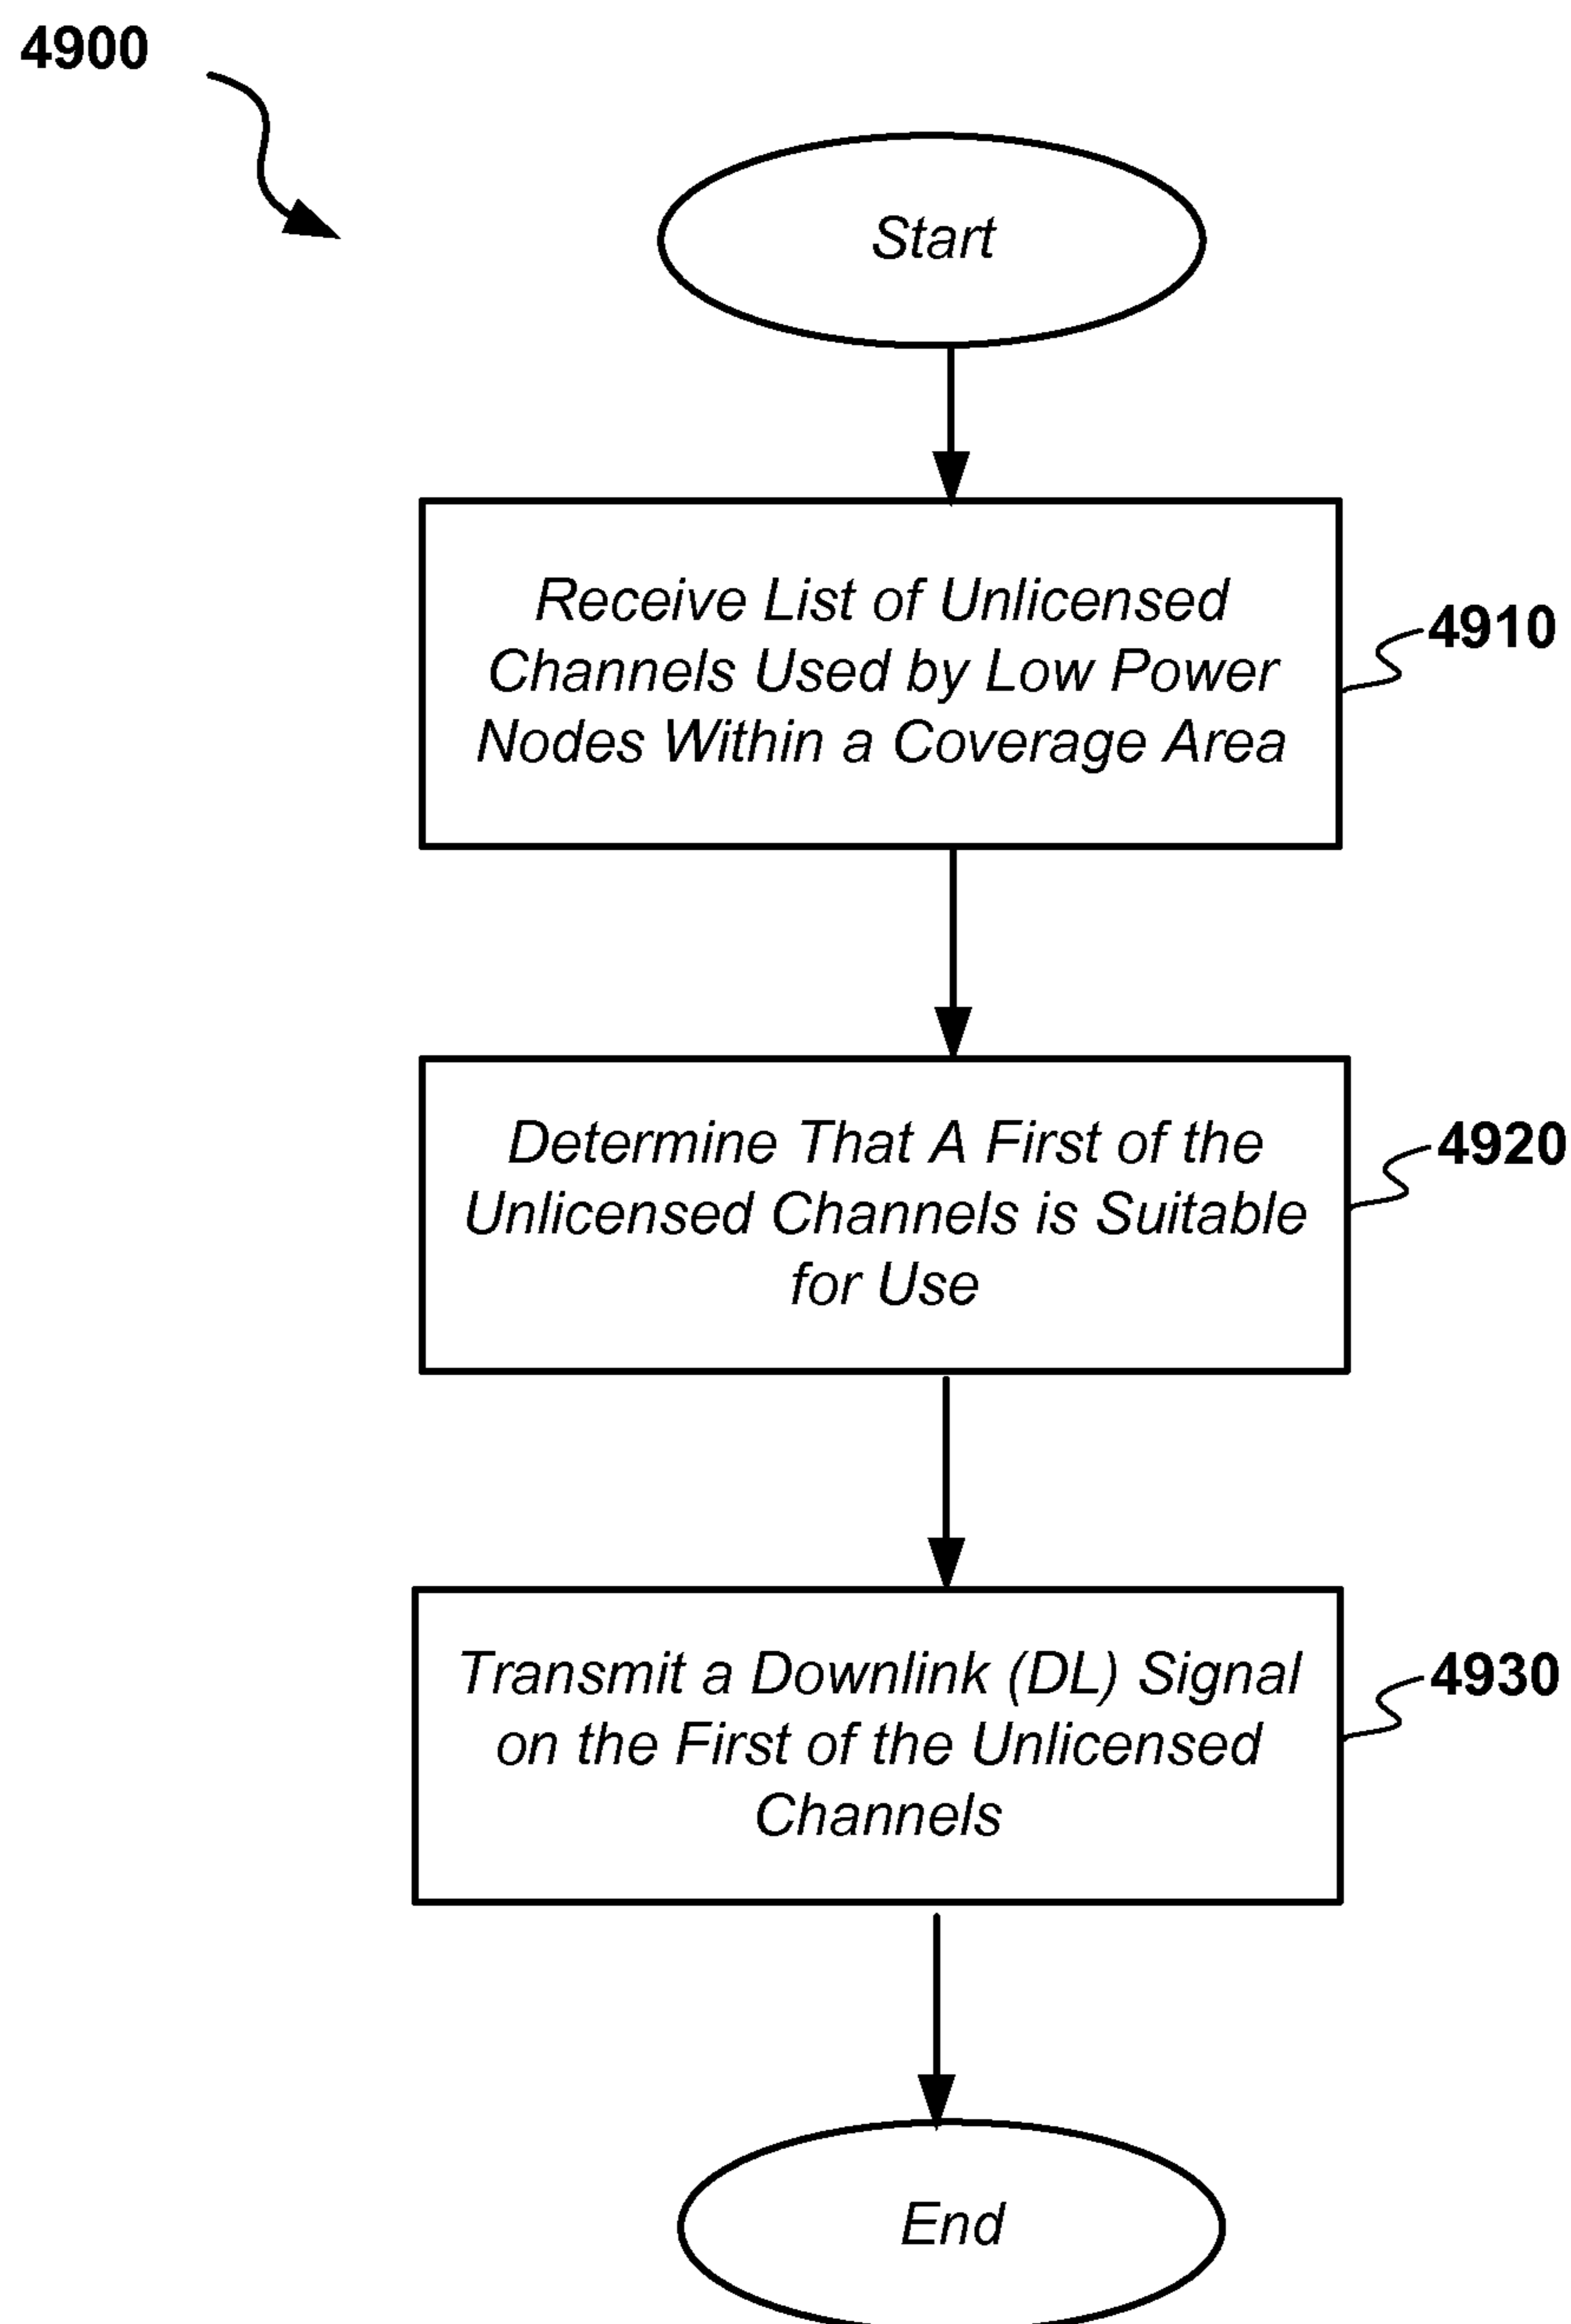 4900
Start
Receive List of Unlicensed
Channels Used by Low Power
Nodes Within a Coverage Area
4910
Determine That A First of the
Unlicensed Channels is Suitable
for Use
4920
Transmit a Downlink (DL) Signal
on the First of the Unlicensed
Channels
4930
End